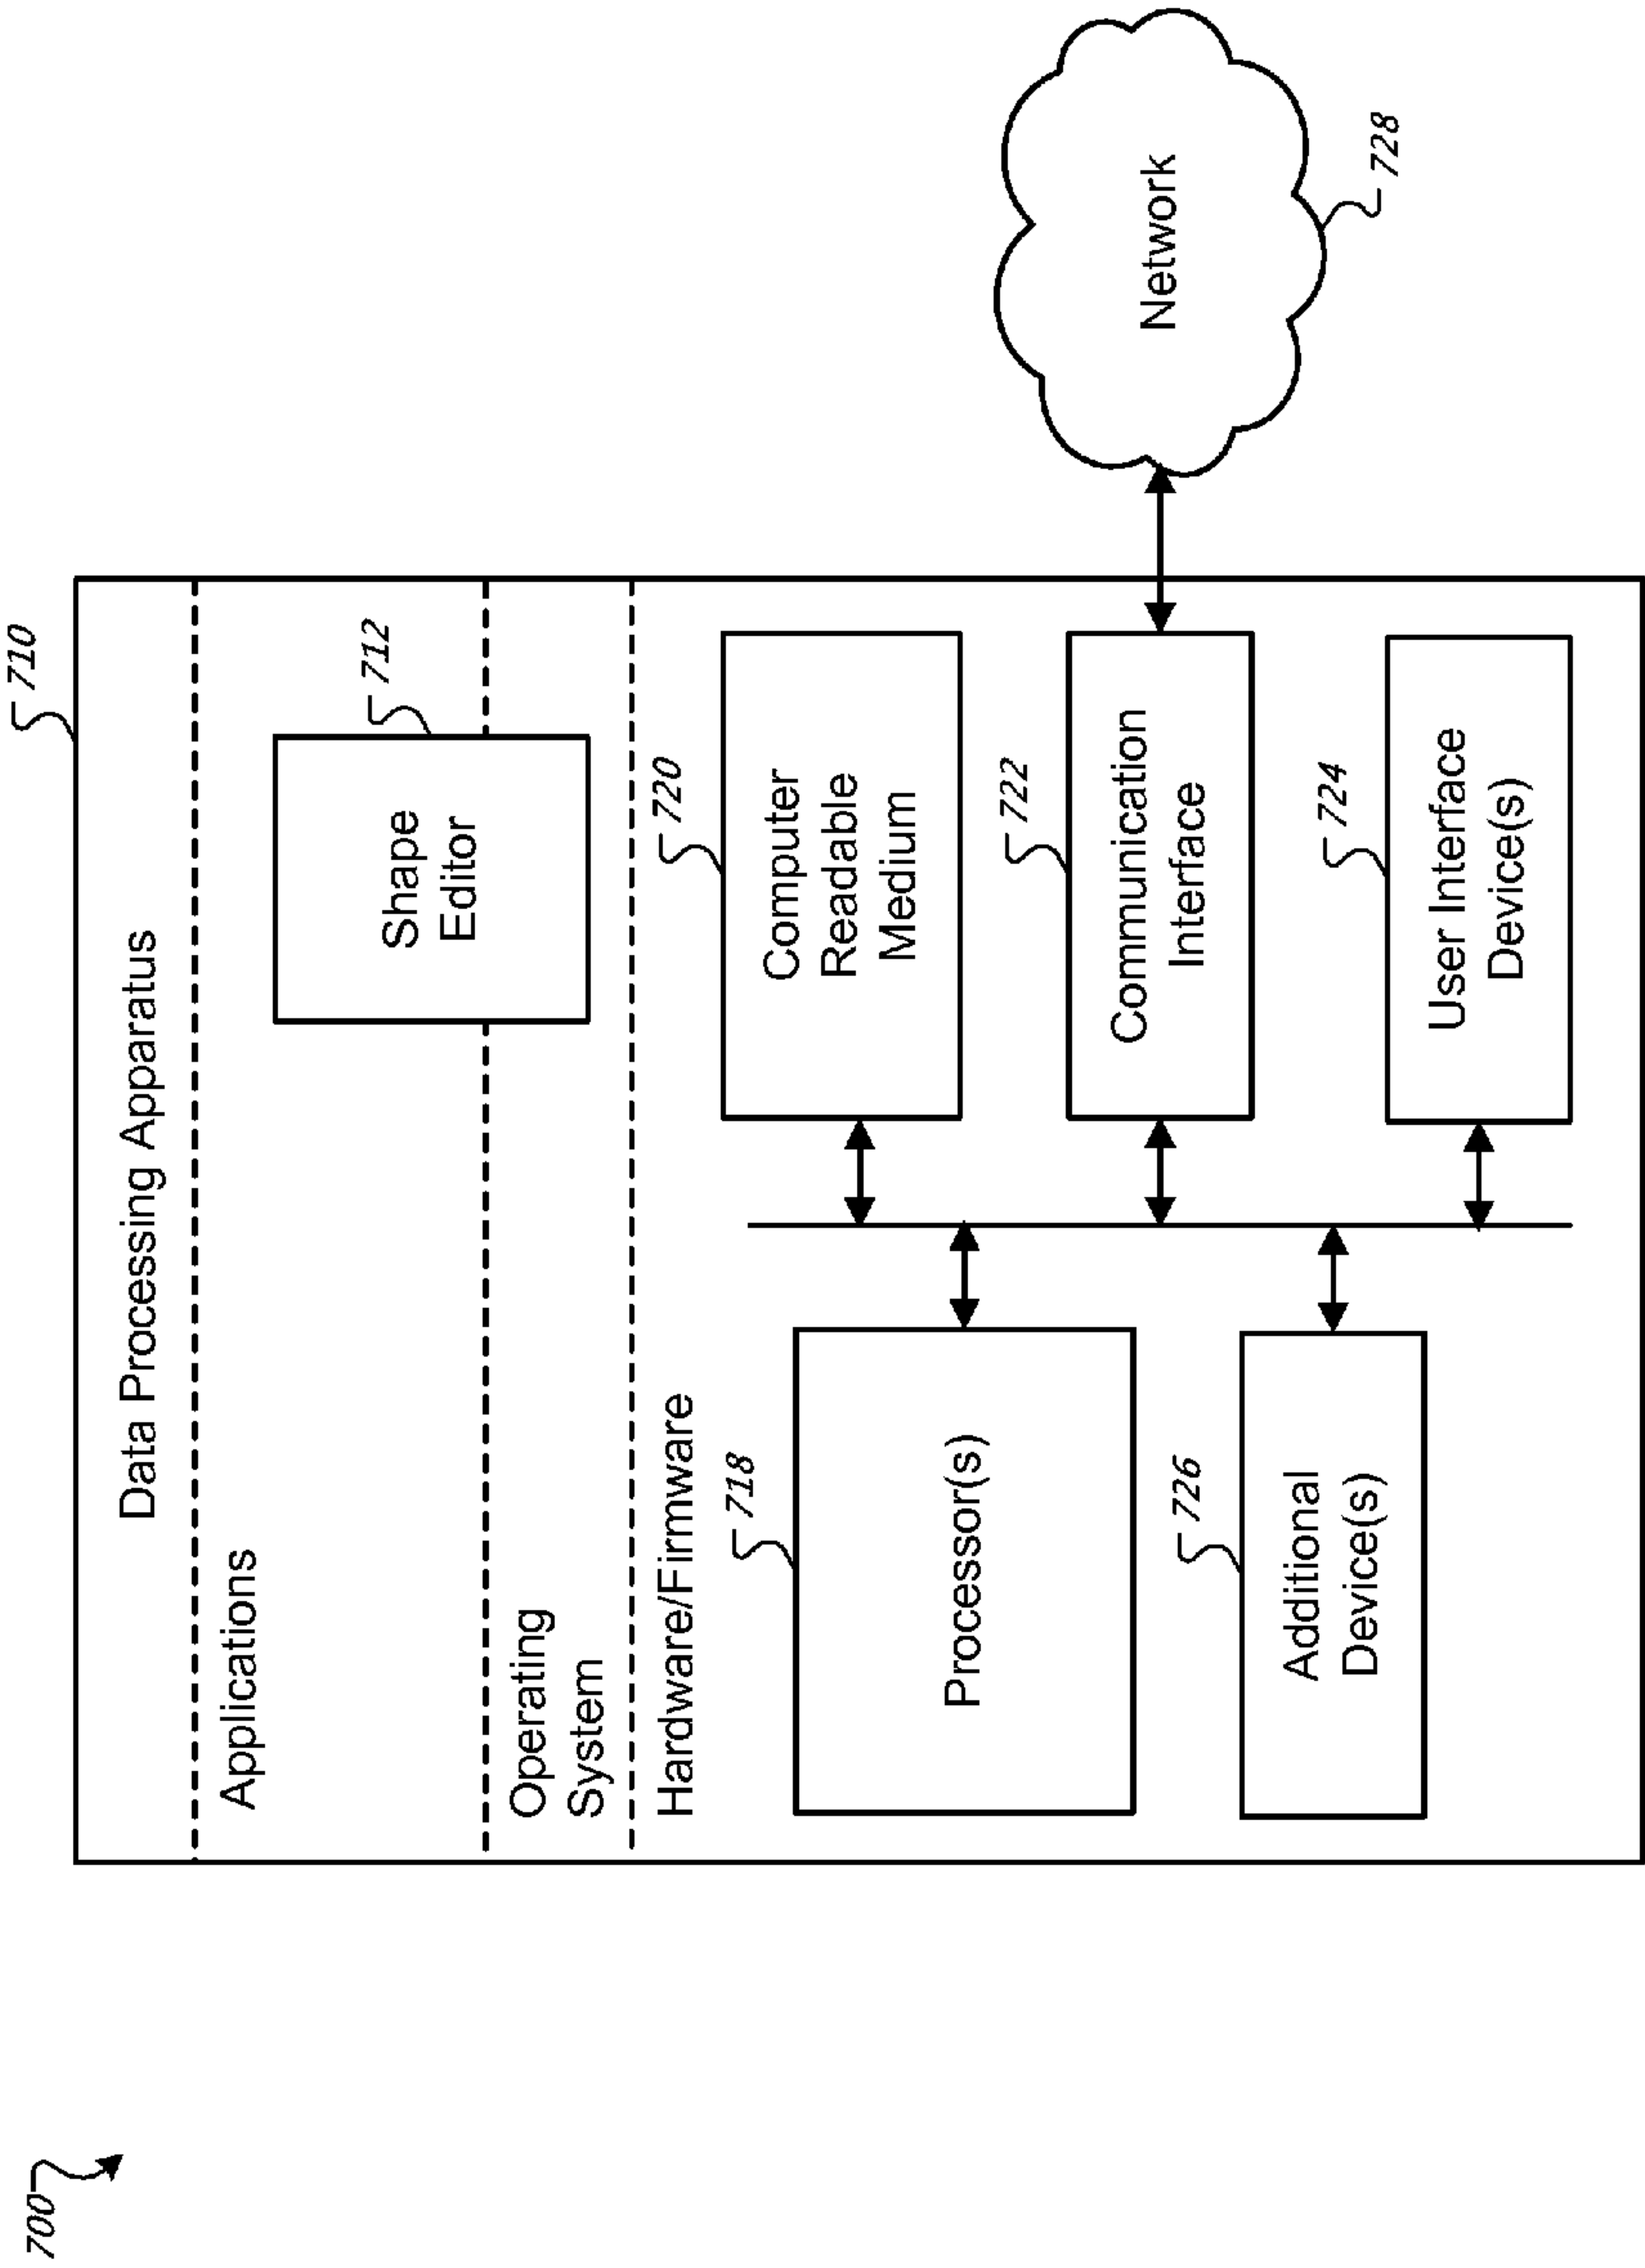 700
710
Data Processing Apparatus
Applications
712
Shape
Editor
Operating
System
Hardware/Firmware
718
Processor(s)
720
Computer
Readable
Medium
722
Communication
Interface
Network
728
726
Additional
Device(s)
724
User Interface
Device(s)